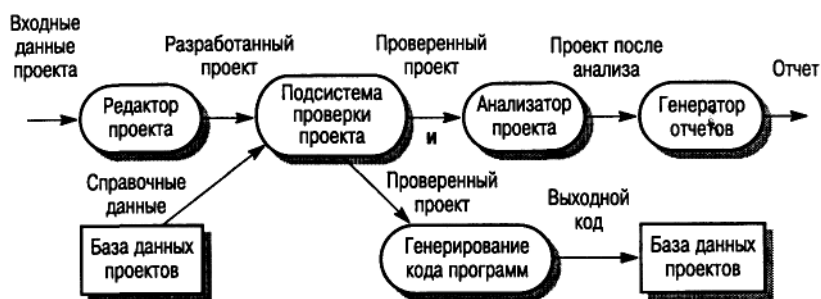 Входные
данные
проекта
Разработанный
проект
Проверенный
проект
Проект после
анализа
Отчет
Редактор
проекта
Подсистема
проверки
проекта
и
Анализатор
проекта
Генератор
отчетов
Справочные
данные
Проверенный
проект
Выходной
код
База данных
проектов
Генерирование
кода программ
База данных
проектов